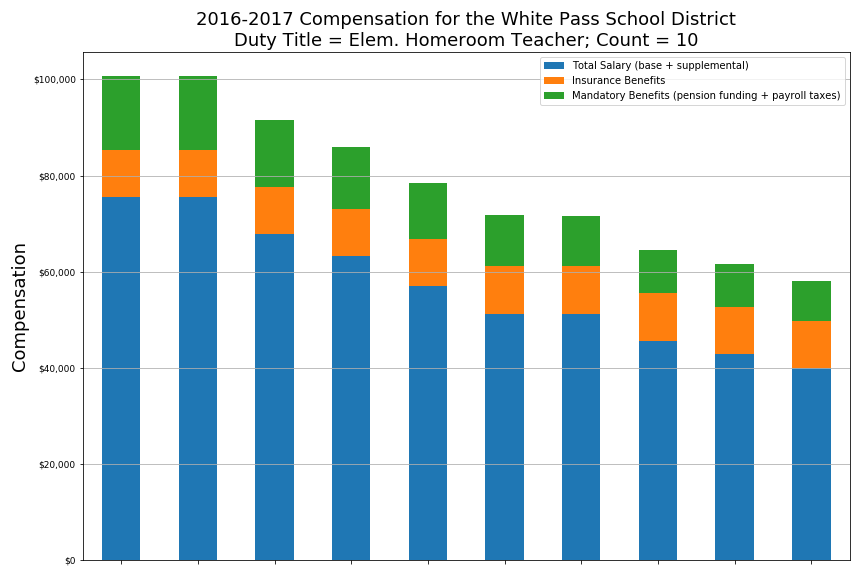 2016-2017 Compensation for the White Pass School District
Duty Title = Elem. Homeroom Teacher; Count = 10
Total Salary (base + supplemental)
Insurance Benefits
Mandatory Benefits (pension funding + payroll taxes)
Compensation
$100,000
$80,000
$60,000
$40,000
$20,000
$0